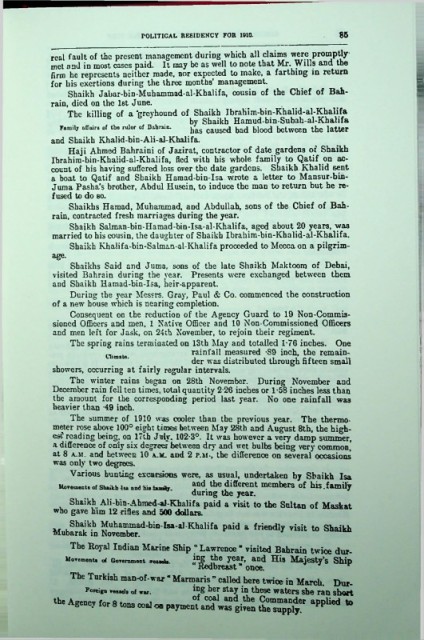 POLITICAL RESIDENCY FOR 1910. 85
real fault of the present management during which all claims were promptly
met and in most cases paid. It may be as well to note that Mr. Wills and the
firm he represents neither made, nor expected to make, a farthing in return
for his exertions during the three months' management.
Shaikh Jabar-bin-Muhammad-al-Khalifa, cousin of the Chief of Bah-
rain, died on the 1st June.
The killing of a greyhound of Shaikh Ibrahim-bin-Khalid-al-Khalifa
Family affairs of the ruler of Bahrain.
by Shaikh Hamud-bin-Subah-al-Khalifa
has caused bad blood between the latter
and Shaikh Khalid-bin-Ali-al-Khalifa.
Haji Ahmed Bahraini of Jazirat, contractor of date gardens of Shaikh
Ibrahim-bin-Khalid-al-Khalifa, fled with his whole family to Qatif on ac-
count of his having suffered loss over the date gardens. Shaikh Khalid sent
a boat to Qatif and Shaikh Hamad-bin-Isa wrote a letter to Mansur-bin-
Juma Pasha's brother, Abdul Husein, to induce the man to return but he re-
fused to do so.
Shaikhs Hamad, Muhammad, and Abdullah, sons of the Chief of Bah-
rain, contracted fresh marriages during the year.
Shaikh Salman-bin-Hamad-bin-Isa-al-Khalifa, aged about 20 years, was
married to his cousin, the daughter of Shaikh Ibrahim-bin-Khalid-al-Khalifa.
Shaikh Khalifa-bin-Salman-al-Khalifa proceeded to Mecca on a pilgrim-
age.
Shaikhs Said and Juma, sons of the late Shaikh Maktoom of Debai,
visited Bahrain during the year. Presents were exchanged between them
and Shaikh Hamad-bin-Isa, heir-apparent.
During the year Messrs. Gray, Paul & Co. commenced the construction
of a new house which is nearing completion.
Consequent on the reduction of the Agency Guard to 19 Non-Commis-
sioned Officers and men, 1 Native Officer and 19 Non-Commissioned Officers
and men left for Jask, on 24th November, to rejoin their regiment.
The spring rains terminated on 13th May and totalled 1·76 inches. One
Climate.
rainfall measured ·89 inch, the remain-
der was distributed through fifteen small
showers, occurring at fairly regular intervals.
The winter rains began on 28th November. During November and
December rain fell ten times, total quantity 2·26 inches or 1·58 inches less than
the amount for the corresponding period last year. No one rainfall was
heavier than ·49 inch.
The summer of 1910 was cooler than the previous year. The thermo-
meter rose above 100° eight times between May 28th and August 8th, the high-
est reading being, on 17th July, 102·3°. It was however a very damp summer,
a difference of only six degrees between dry and wet bulbs being very common,
at 8 A.M. and between 10 A.M. and 2 P.M., the difference on several occasions
was only two degrees.
Various hunting excursions were, as usual, undertaken by Shaikh Isa
Movements of Shaikh Isa and his family.
and the different members of his family
during the year.
Shaikh Ali-bin-Ahmed-al-Khalifa paid a visit to the Sultan of Maskat
who gave him 12 rifles and 500 dollars.
Shaikh Muhammad-bin-Isa-al-Khalifa paid a friendly visit to Shaikh
Mubarak in November.
The Royal Indian Marine Ship "Lawrence" visited Bahrain twice dur-
Movements of Government vessels.
ing the year, and His Majesty's Ship
"Redbreast" once.
The Turkish man-of-war "Marmaris" called here twice in March. Dur-
Foreign vessels of war.
ing her stay in these waters she ran short
of coal and the Commander applied to
the Agency for 8 tons coal on payment and was given the supply.